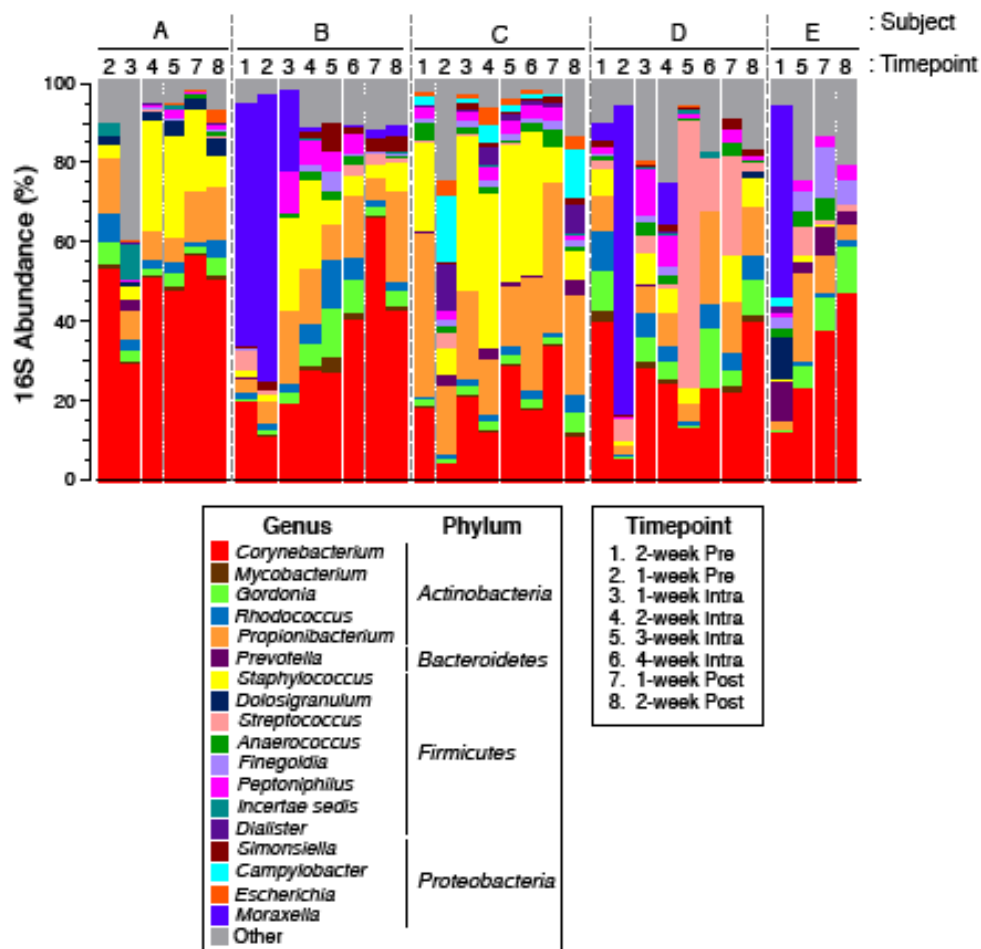 A B C D E : Subject
2 3 4 5 7 8 1 2 3 4 5 6 7 8 1 2 3 4 5 6 7 8 1 2 3 4 5 6 7 8 1 5 7 8 : Timepoint
100
80
60
40
20
0
16S Abundance (%)
Genus Phylum
Corynebacterium
Mycobacterium
Gordonia
Actinobacteria
Rhodococcus
Propionibacterium
Prevotella
Bacteroidetes
Staphylococcus
Dolosigranulum
Streptococcus
Anaerococcus
Firmicutes
Finegoldia
Peptoniphilus
Incertae sedis
Dialister
Simonsiella
Campylobacter
Proteobacteria
Escherichia
Moraxella
Other
Timepoint
1. 2-week Pre
2. 1-week Pre
3. 1-week Intra
4. 2-week Intra
5. 3-week Intra
6. 4-week Intra
7. 1-week Post
8. 2-week Post